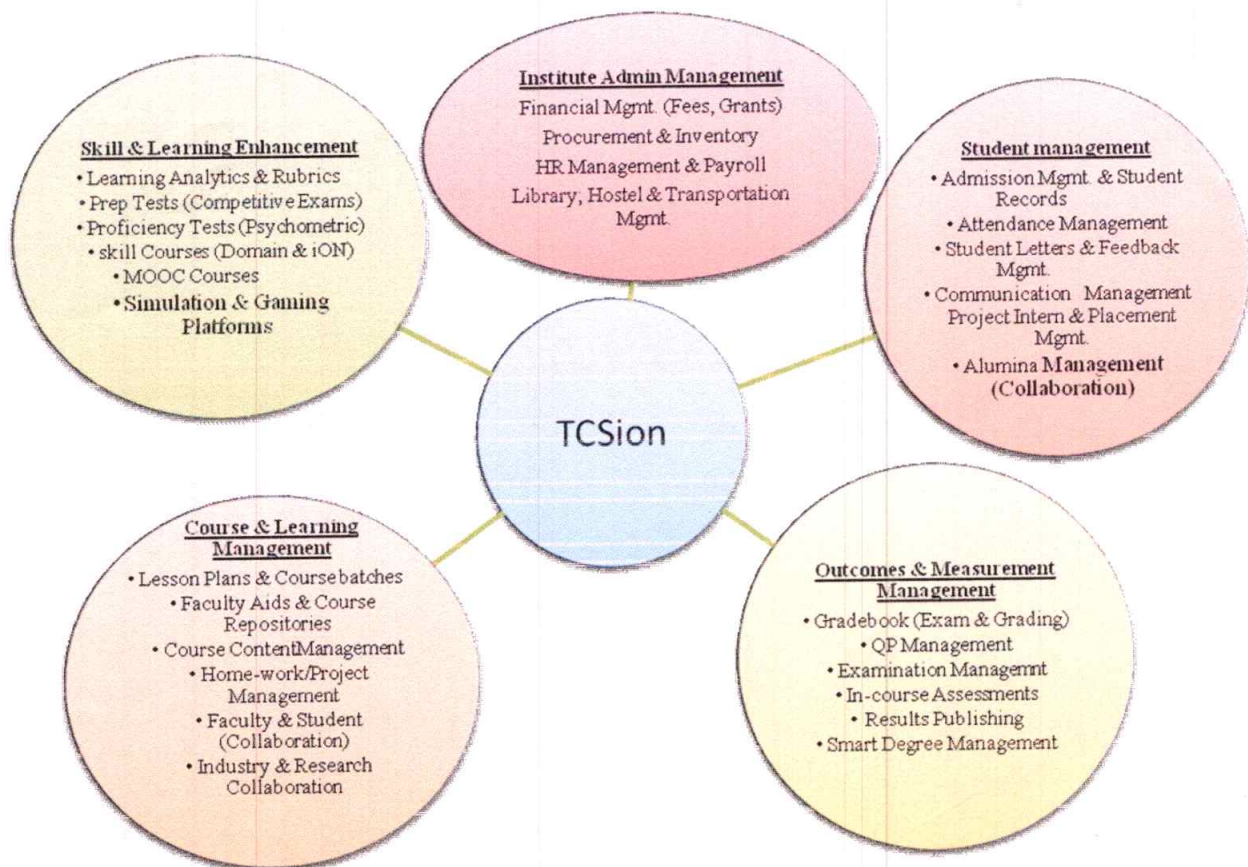 Institute Admin Management
Financial Mgmt. (Fees, Grants)
Procurement & Inventory
HR Management & Payroll
Library, Hostel & Transportation
Mgmt.
Skill & Learning Enhancement
• Learning Analytics & Rubrics
• Prep Tests (Competitive Exams)
• Proficiency Tests (Psychometric)
• skill Courses (Domain & iON)
• MOOC Courses
• Simulation & Gaming
Platforms
Student management
• Admission Mgmt. & Student
Records
• Attendance Management
• Student Letters & Feedback
Mgmt.
• Communication Management
Project Intern & Placement
Mgmt.
• Alumina Management
(Collaboration)
TCSion
Course & Learning
Management
• Lesson Plans & Course batches
• Faculty Aids & Course
Repositories
• Course ContentManagement
• Home-work/Project
Management
• Faculty & Student
(Collaboration)
• Industry & Research
Collaboration
Outcomes & Measurement
Management
• Gradebook (Exam & Grading)
• QP Management
• Examination Managemnt
• In-course Assessments
• Results Publishing
• Smart Degree Management